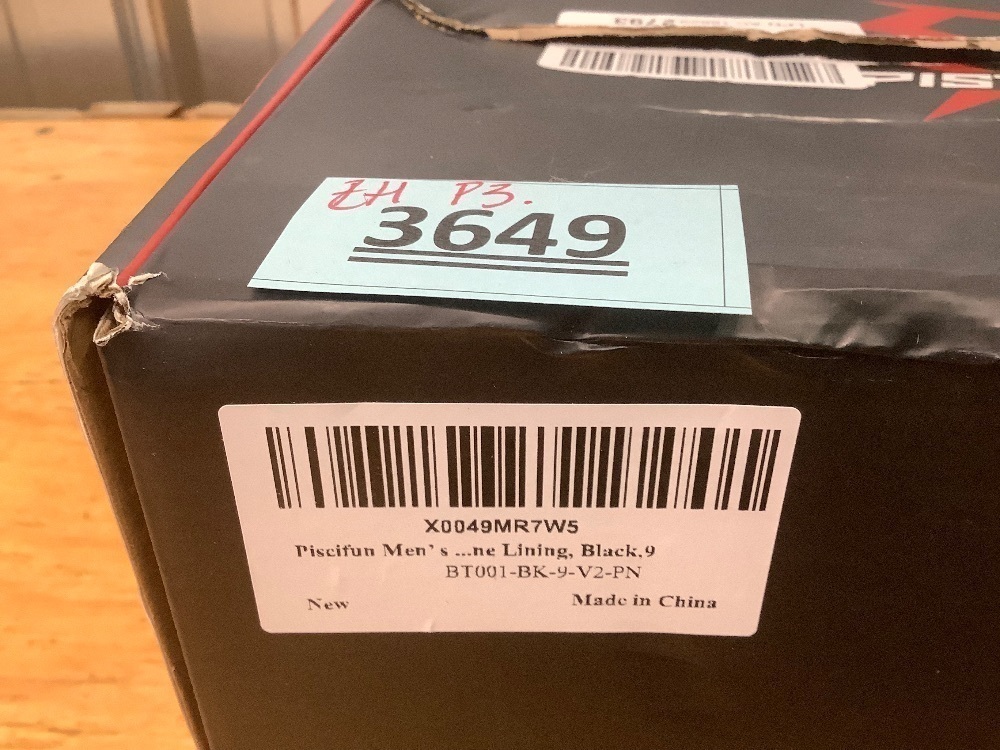 ZH P3.
3649
X0049MR7W5
Piscifun Men's ...ne Lining, Black,9
BT001-BK-9-V2-PN
New
Made in China